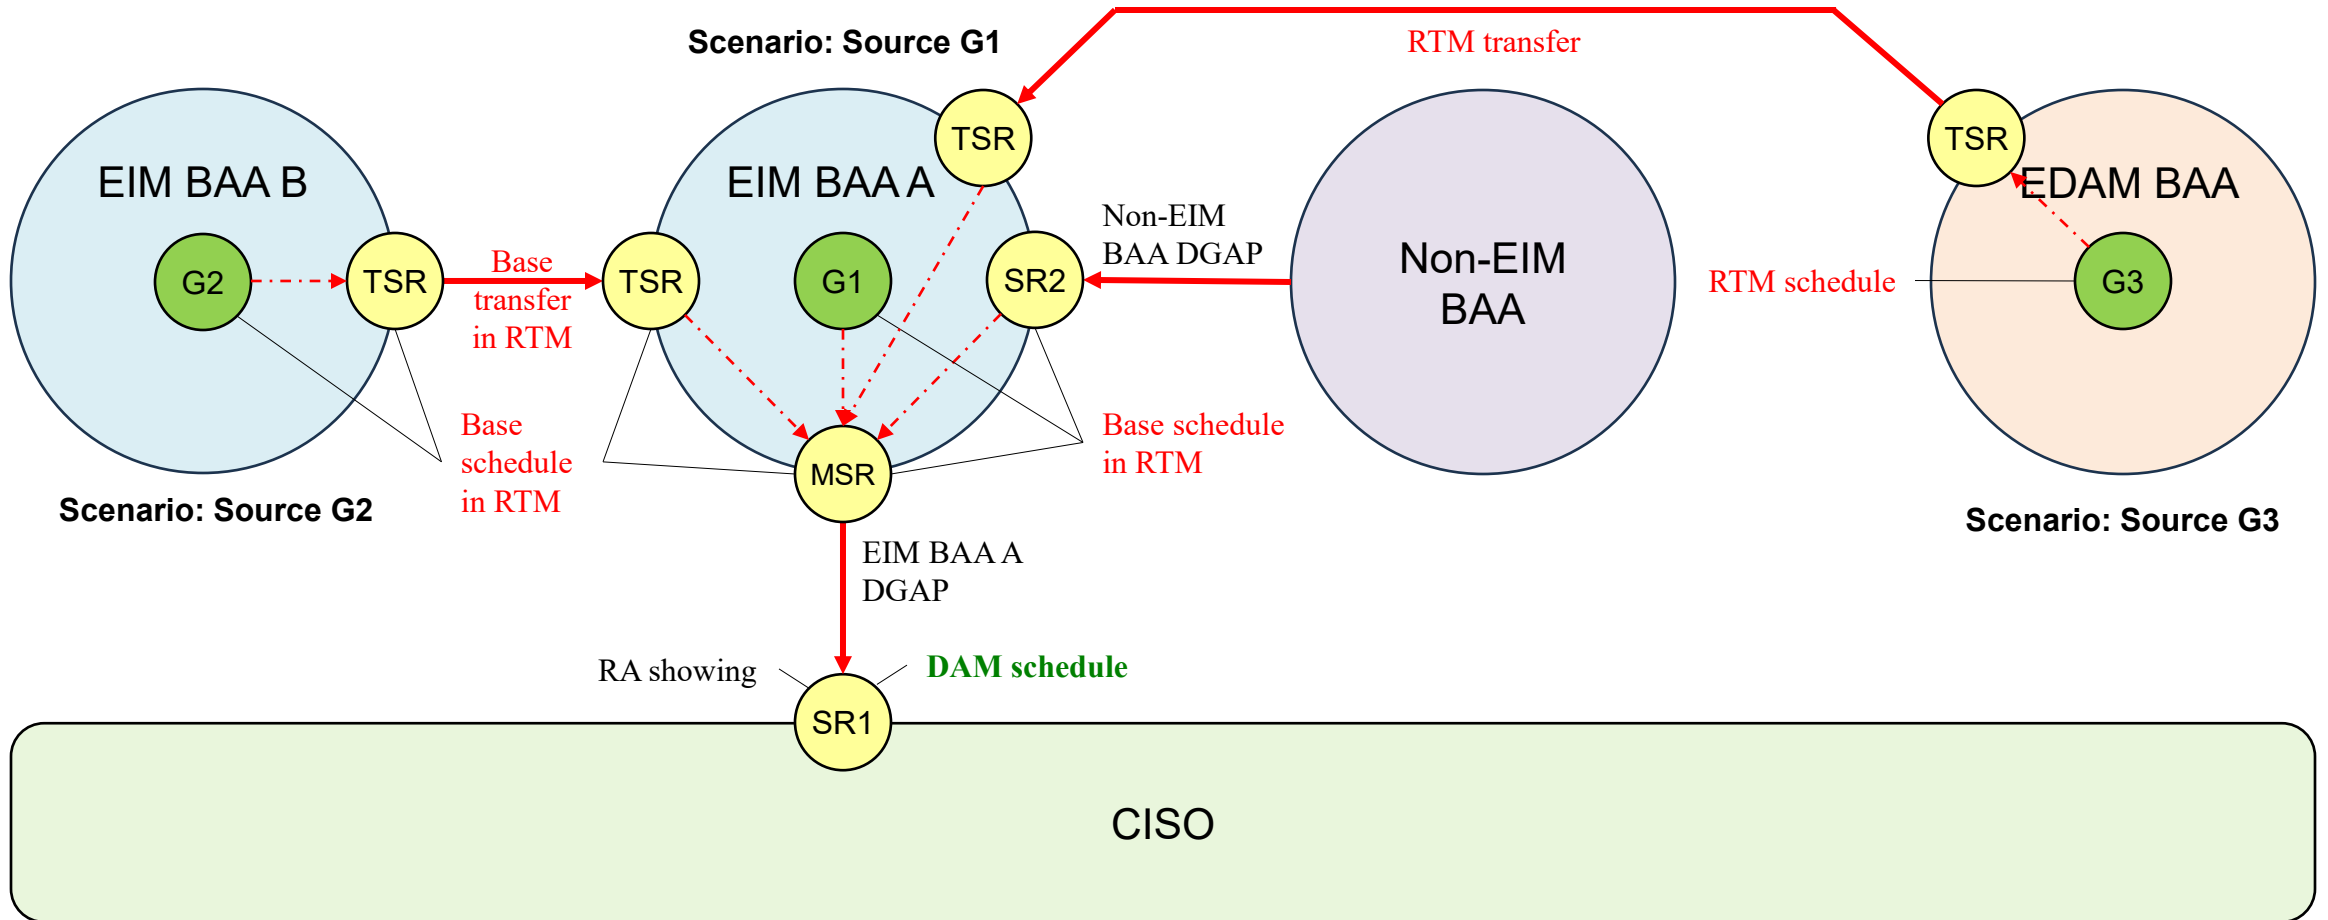 Scenario: Source G1
RTM transfer
TSR
TSR
EIM BAA B
EIM BAA A
EDAM BAA
Non-EIM
BAA DGAP
Non-EIM
BAA
G2
TSR
Base
transfer
in RTM
TSR
G1
SR2
RTM schedule
G3
Base
schedule
in RTM
Base schedule
in RTM
MSR
Scenario: Source G2
Scenario: Source G3
EIM BAA A
DGAP
RA showing
DAM schedule
SR1
CISO